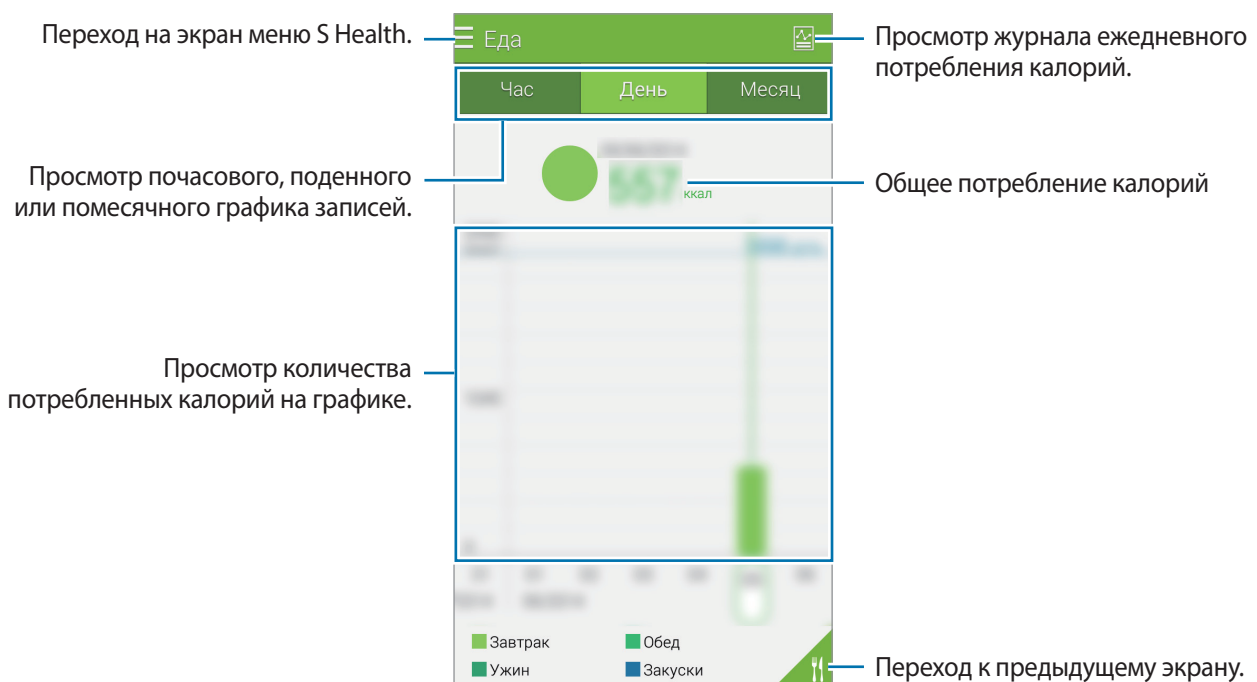 Переход на экран меню S Health.
Еда
Просмотр журнала ежедневного
потребления калорий.
Час День Месяц
Просмотр почасового, поденного
или помесячного графика записей.
557 ккал
Общее потребление калорий
Просмотр количества
потребленных калорий на графике.
Завтрак Обед
Ужин Закуски
Переход к предыдущему экрану.